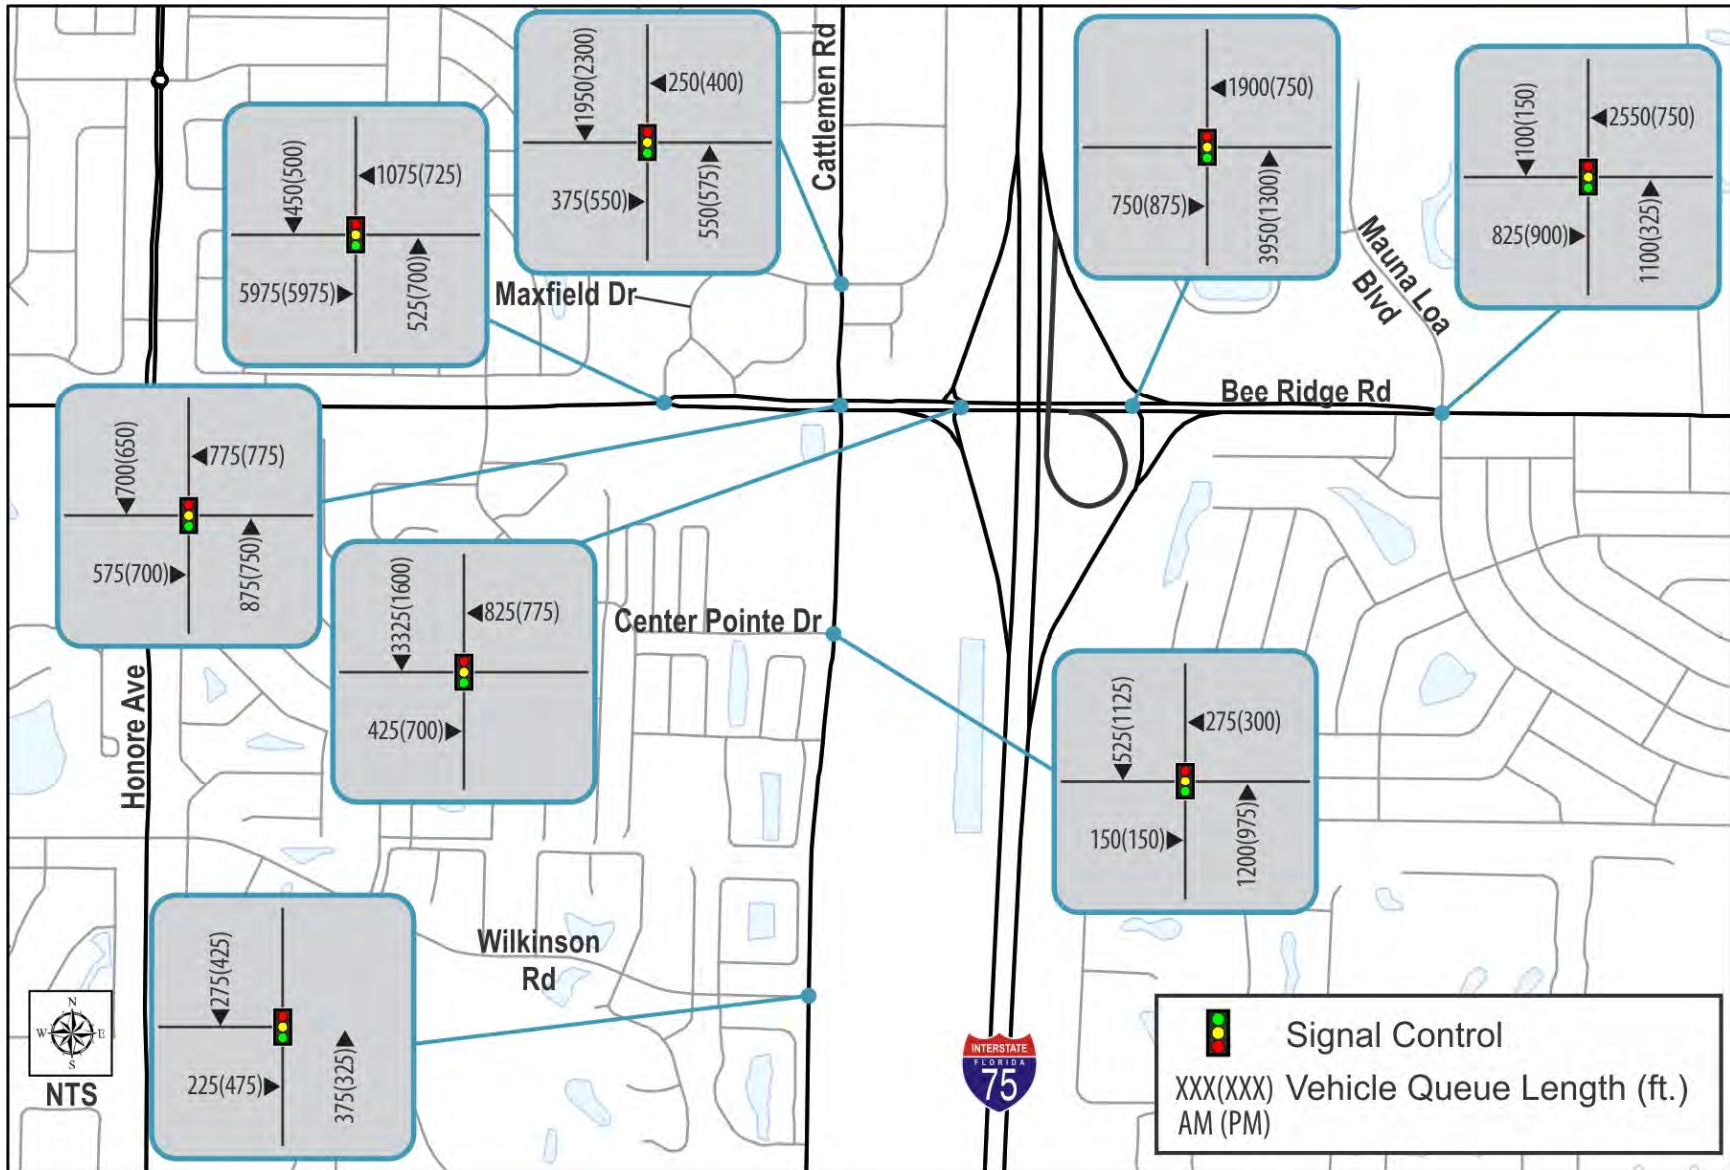 Cattlemen Rd
1950(2300)
250(400)
375(550)
550(575)
1900(750)
750(875)
3950(1300)
100(150)
2550(750)
825(900)
1100(325)
450(500)
1075(725)
5975(5975)
525(700)
Maxfield Dr
Mauna Loa
Blvd
Bee Ridge Rd
700(650)
775(775)
575(700)
875(750)
3325(1600)
825(775)
425(700)
Center Pointe Dr
Honore Ave
525(1125)
275(300)
150(150)
1200(975)
275(425)
225(475)
375(325)
Wilkinson
Rd
N
W E
S
NTS
INTERSTATE
FLORIDA
75
Signal Control
XXX(XXX) Vehicle Queue Length (ft.)
AM (PM)